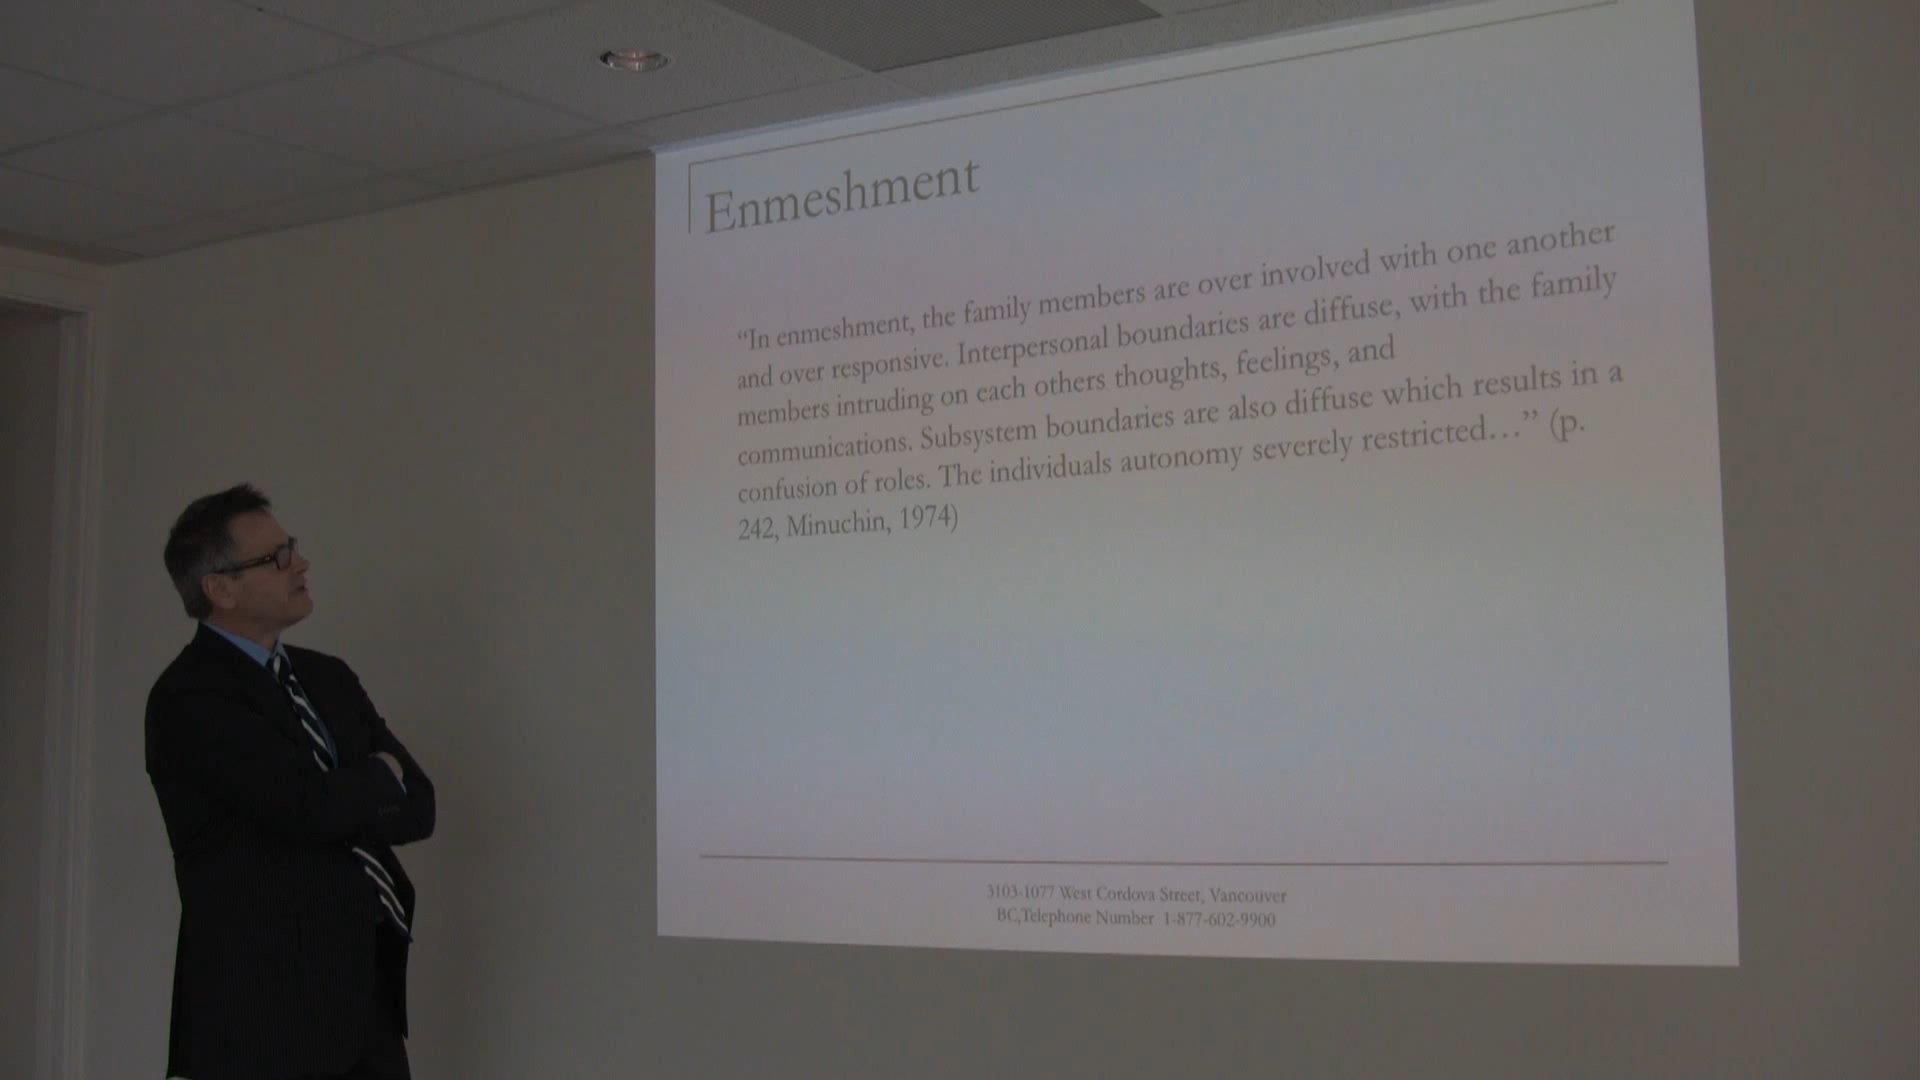 Enmeshment
“In enmeshment, the family members are over involved with one another
and over responsive. Interpersonal boundaries are diffuse, with the family
members intruding on each others thoughts, feelings, and
communications. Subsystem boundaries are also diffuse which results in a
confusion of roles. The individuals autonomy severely restricted…” (p.
242, Minuchin, 1974)
3103-1077 West Cordova Street, Vancouver
BC,Telephone Number 1-877-602-9900